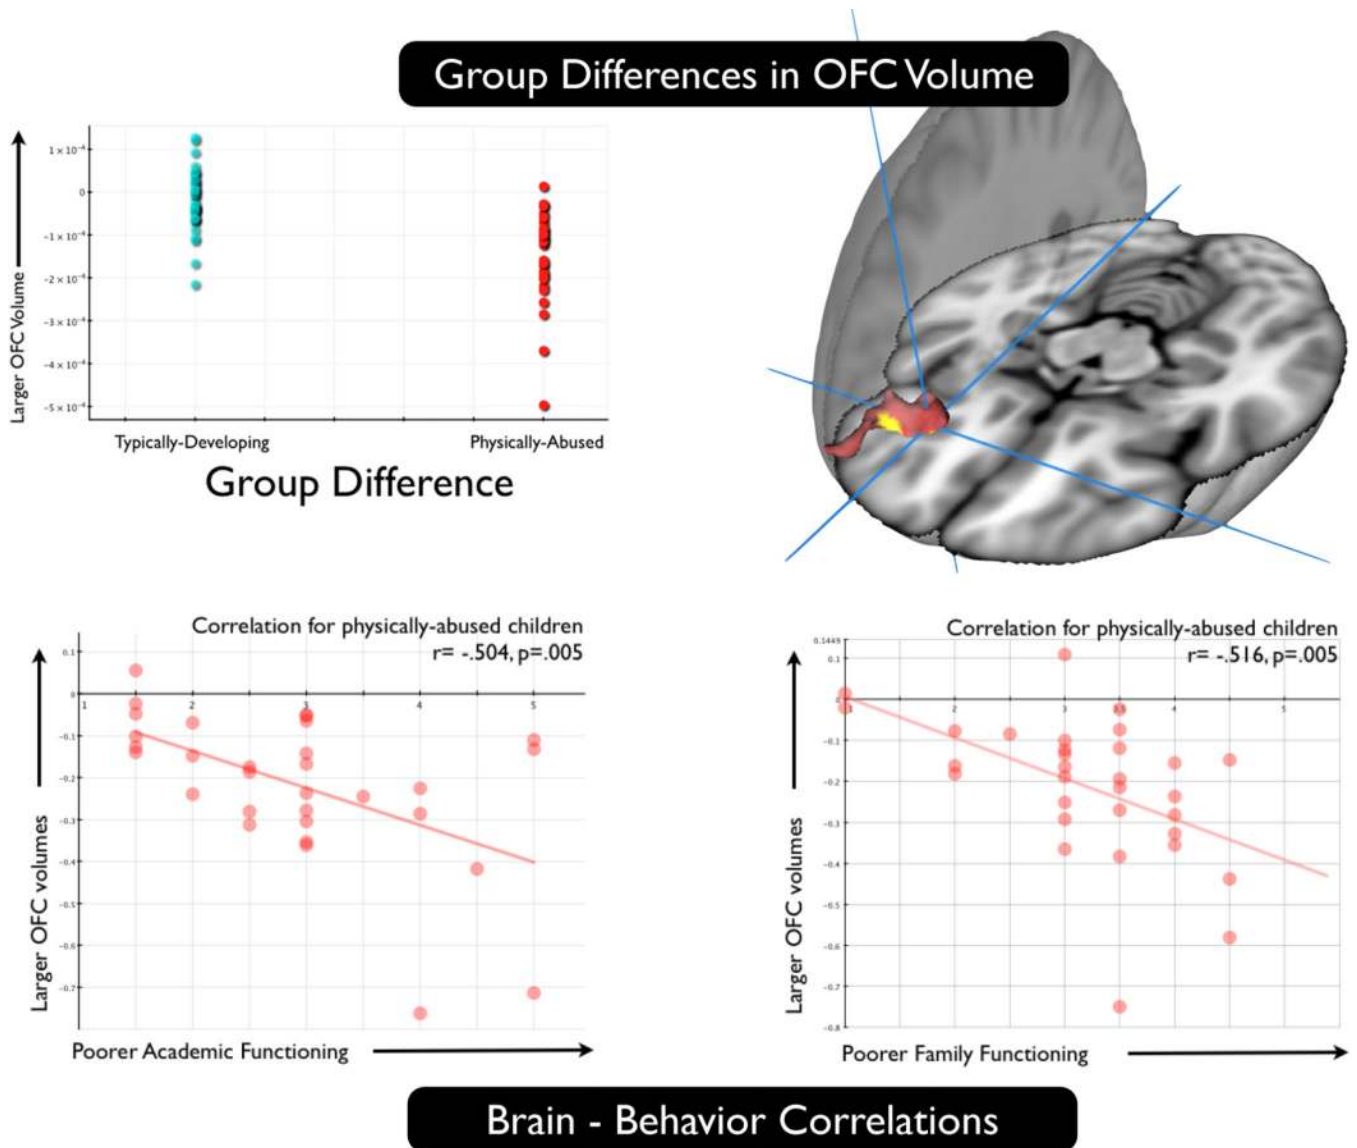 Group Differences in OFC Volume
Larger OFC Volume
1 × 10⁻⁴
0
-1 × 10⁻⁴
-2 × 10⁻⁴
-3 × 10⁻⁴
-4 × 10⁻⁴
-5 × 10⁻⁴
Typically-Developing
Physically-Abused
Group Difference
Correlation for physically-abused children
r= -.504, p=.005
Larger OFC volumes
0.1
0
-0.1
-0.2
-0.3
-0.4
-0.5
-0.6
-0.7
1 2 3 4 5
Poorer Academic Functioning
Correlation for physically-abused children
r= -.516, p=.005
Larger OFC volumes
0.1449
0.1
-0.1
-0.2
-0.3
-0.4
-0.5
-0.6
-0.7
-0.8
2 3 4 5
Poorer Family Functioning
Brain - Behavior Correlations